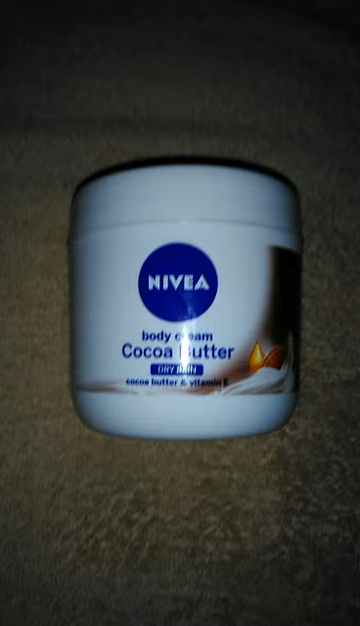 NIVEA
body cream
Cocoa Butter
DRY SKIN
cocoa butter & vitamin E